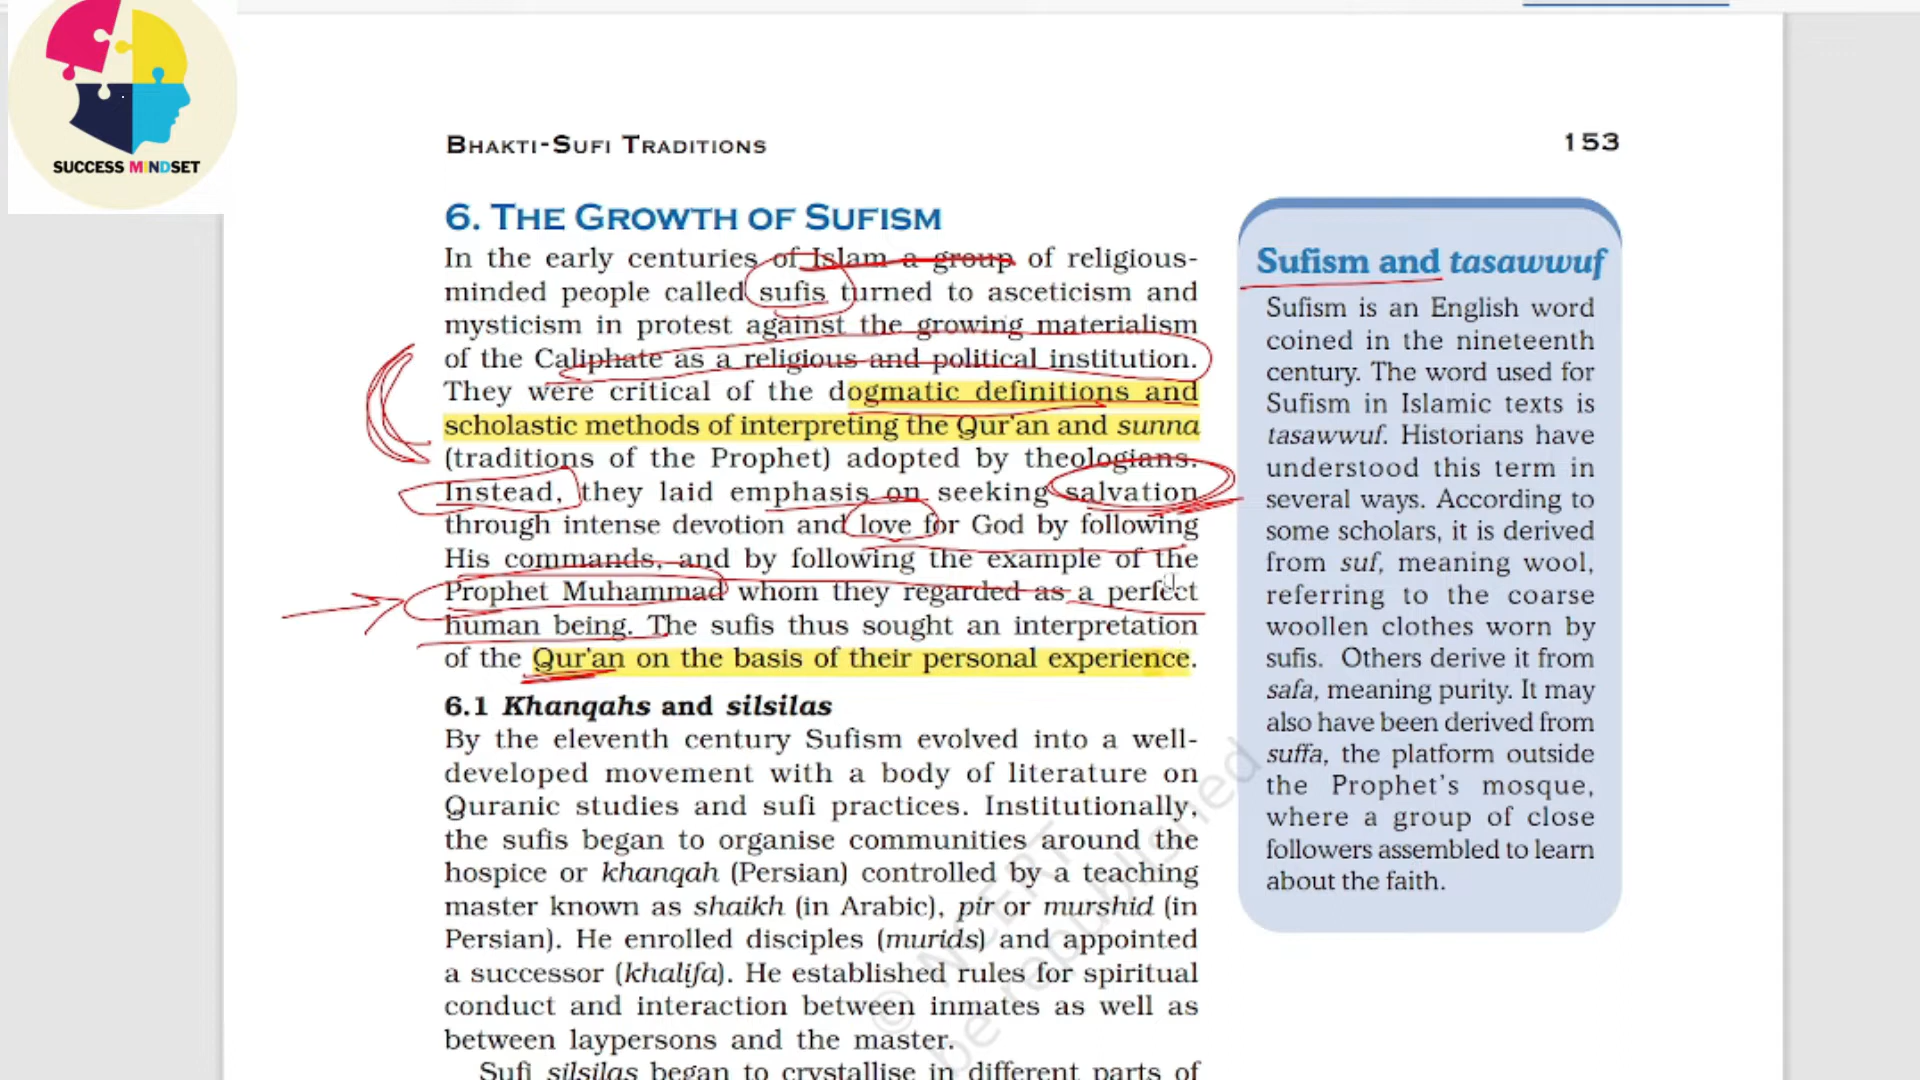 SUCCESS MINDSET
BHAKTI-SUFI TRADITIONS
153
6. THE GROWTH OF SUFISM
In the early centuries of Islam a group of religious-
minded people called sufis turned to asceticism and
mysticism in protest against the growing materialism
of the Caliphate as a religious and political institution.
They were critical of the dogmatic definitions and
scholastic methods of interpreting the Qur'an and sunna
(traditions of the Prophet) adopted by theologians.
Instead, they laid emphasis on seeking salvation
through intense devotion and love for God by following
His commands, and by following the example of the
Prophet Muhammad whom they regarded as a perfect
human being. The sufis thus sought an interpretation
of the Qur'an on the basis of their personal experience.
6.1 Khanqahs and silsilas
By the eleventh century Sufism evolved into a well-
developed movement with a body of literature on
Quranic studies and sufi practices. Institutionally,
the sufis began to organise communities around the
hospice or khanqah (Persian) controlled by a teaching
master known as shaikh (in Arabic), pir or murshid (in
Persian). He enrolled disciples (murids) and appointed
a successor (khalifa). He established rules for spiritual
conduct and interaction between inmates as well as
between laypersons and the master.
Sufi silsilas began to crystallise in different parts of
Sufism and tasawwuf
Sufism is an English word
coined in the nineteenth
century. The word used for
Sufism in Islamic texts is
tasawwuf. Historians have
understood this term in
several ways. According to
some scholars, it is derived
from suf, meaning wool,
referring to the coarse
woollen clothes worn by
sufis. Others derive it from
safa, meaning purity. It may
also have been derived from
suffa, the platform outside
the Prophet's mosque,
where a group of close
followers assembled to learn
about the faith.
© NCERT
be republished